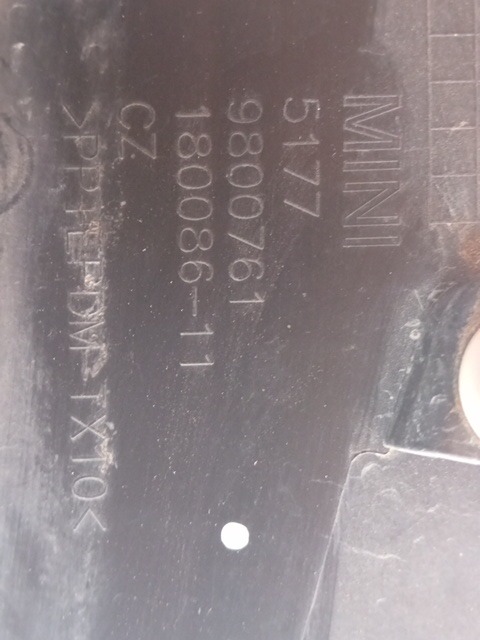 MINI
5177
9800761
180086-11
CZ
>PP+EPDM-TX10<